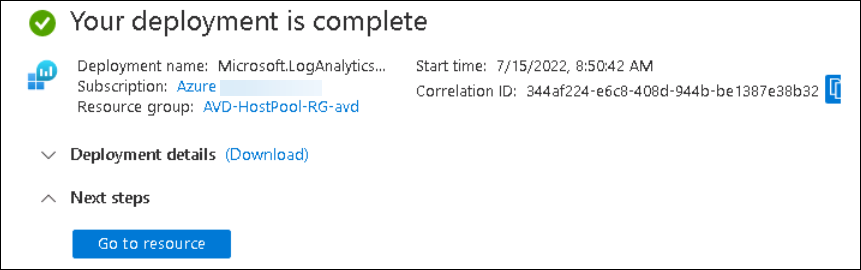 Your deployment is complete
Deployment name: Microsoft.LogAnalytics...
Subscription: Azure
Resource group: AVD-HostPool-RG-avd
Start time: 7/15/2022, 8:50:42 AM
Correlation ID: 344af224-e6c8-408d-944b-be1387e38b32
Deployment details (Download)
Next steps
Go to resource